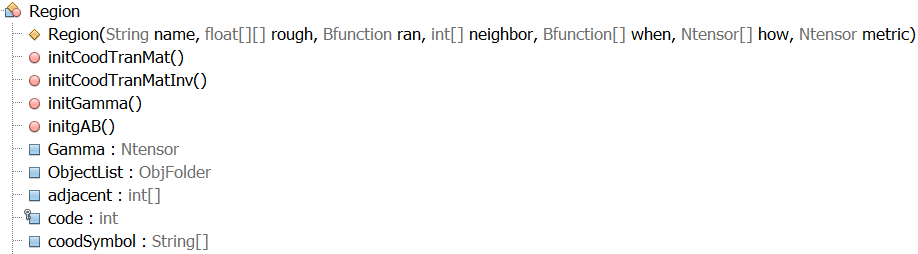 Region
Region(String name, float[][] rough, Bfunction ran, int[] neighbor, Bfunction[] when, Ntensor[] how, Ntensor metric)
initCoodTranMat()
initCoodTranMatInv()
initGamma()
initgAB()
Gamma : Ntensor
ObjectList : ObjFolder
adjacent : int[]
code : int
coodSymbol : String[]